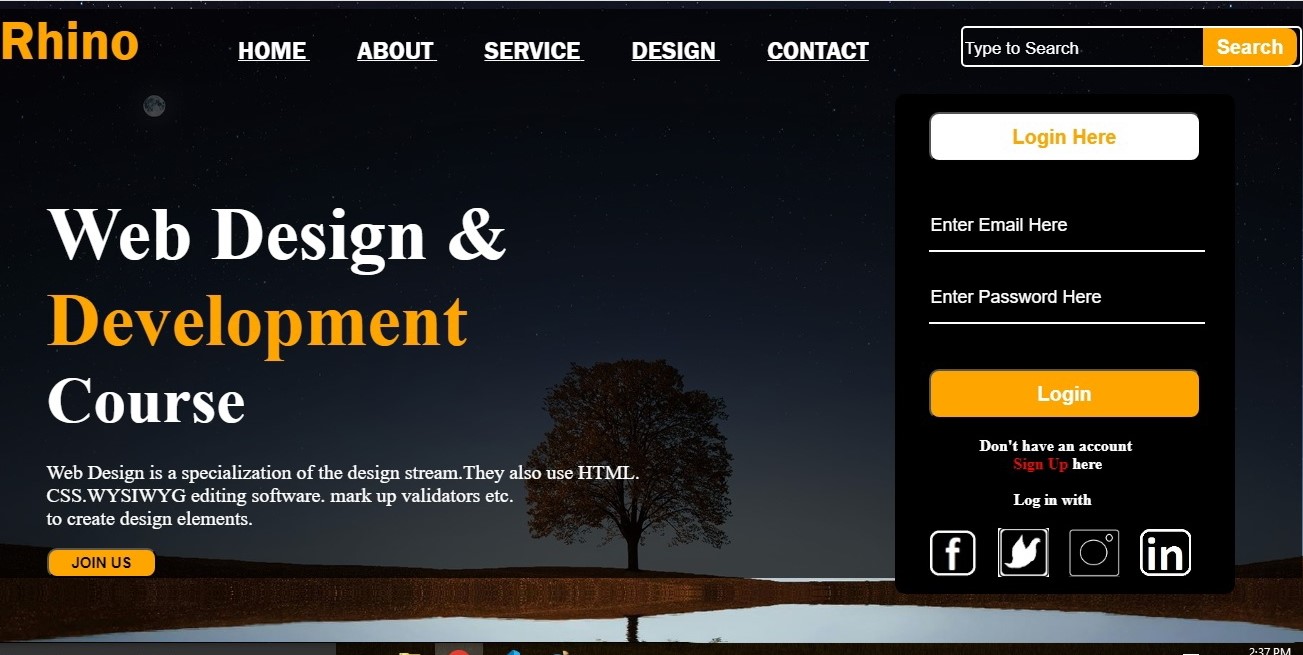 Rhino
HOME ABOUT SERVICE DESIGN CONTACT
Type to Search Search
Web Design &
Development
Course
Web Design is a specialization of the design stream.They also use HTML.
CSS.WYSIWYG editing software. mark up validators etc.
to create design elements.
JOIN US
Login Here
Enter Email Here
Enter Password Here
Login
Don't have an account
Sign Up here
Log in with
f in
2:37 PM